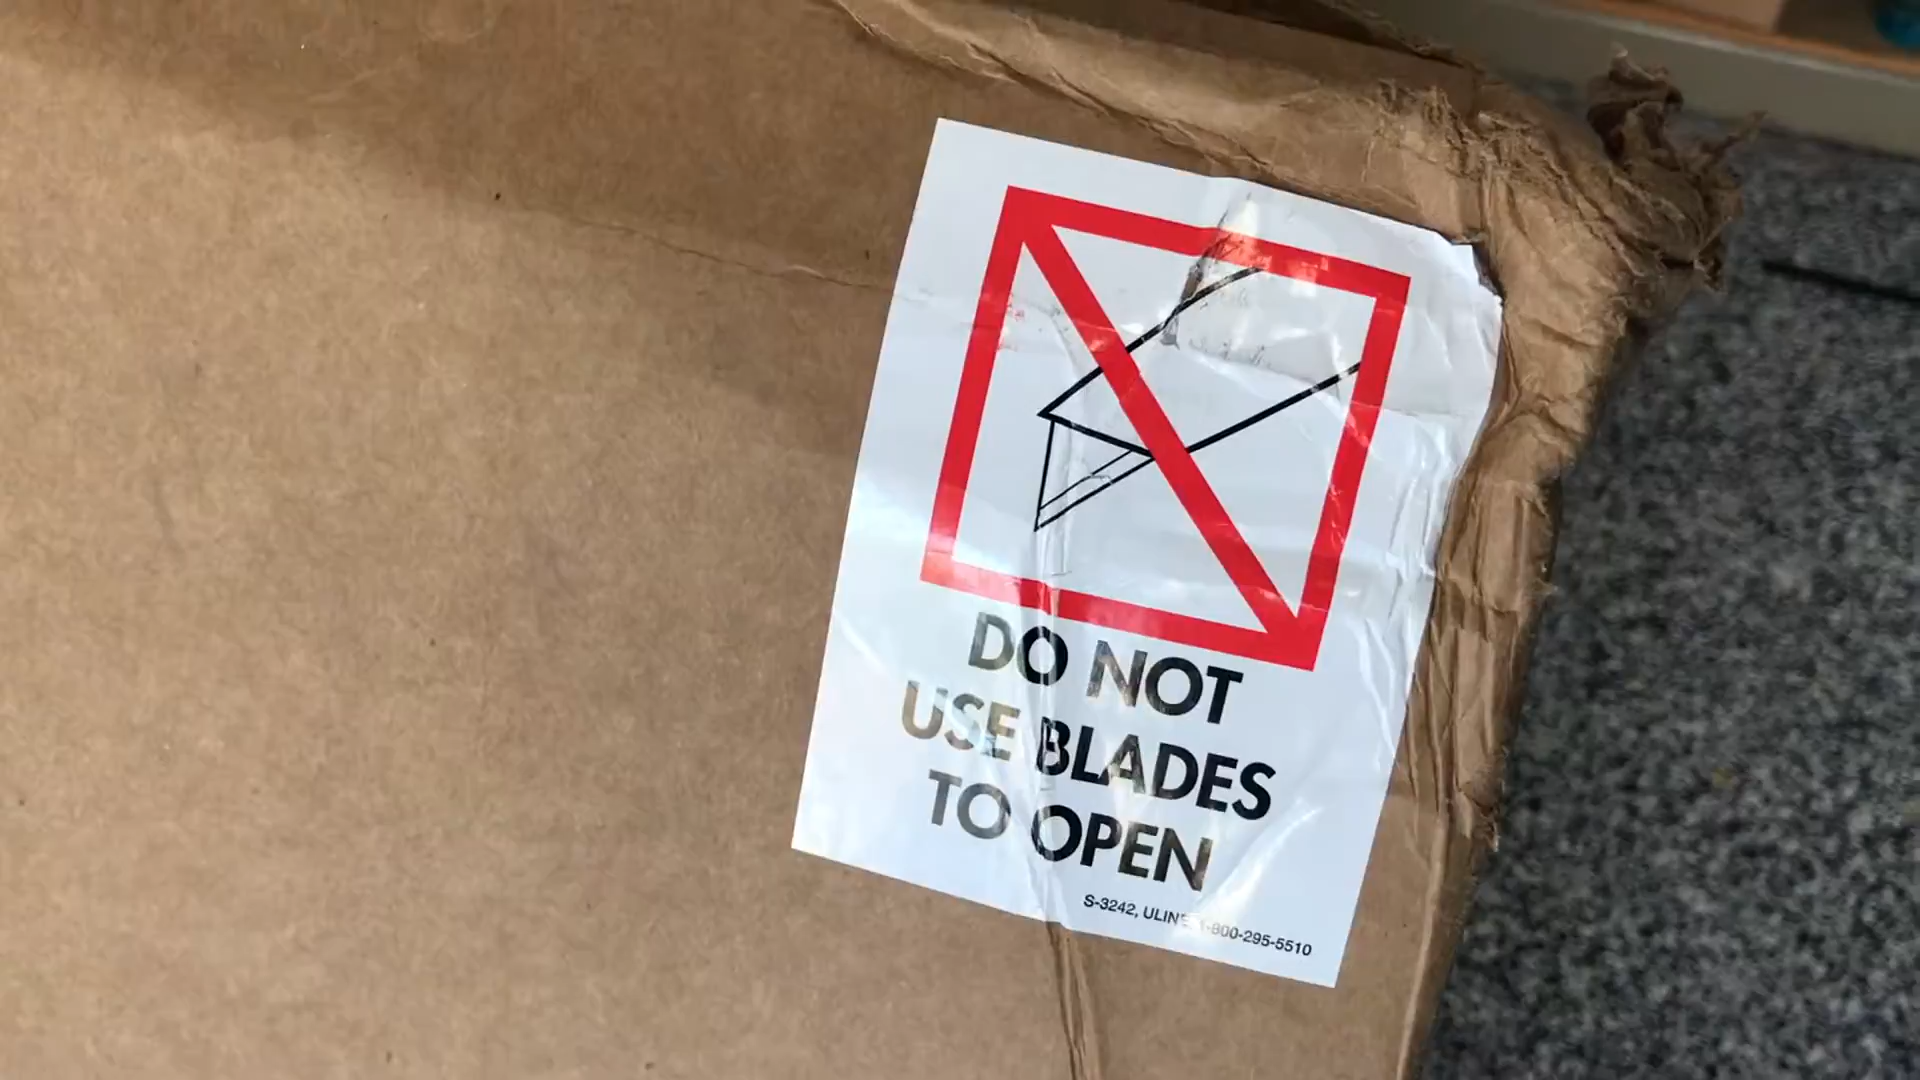 DO NOT
USE BLADES
TO OPEN
S-3242, ULINE 1-800-295-5510